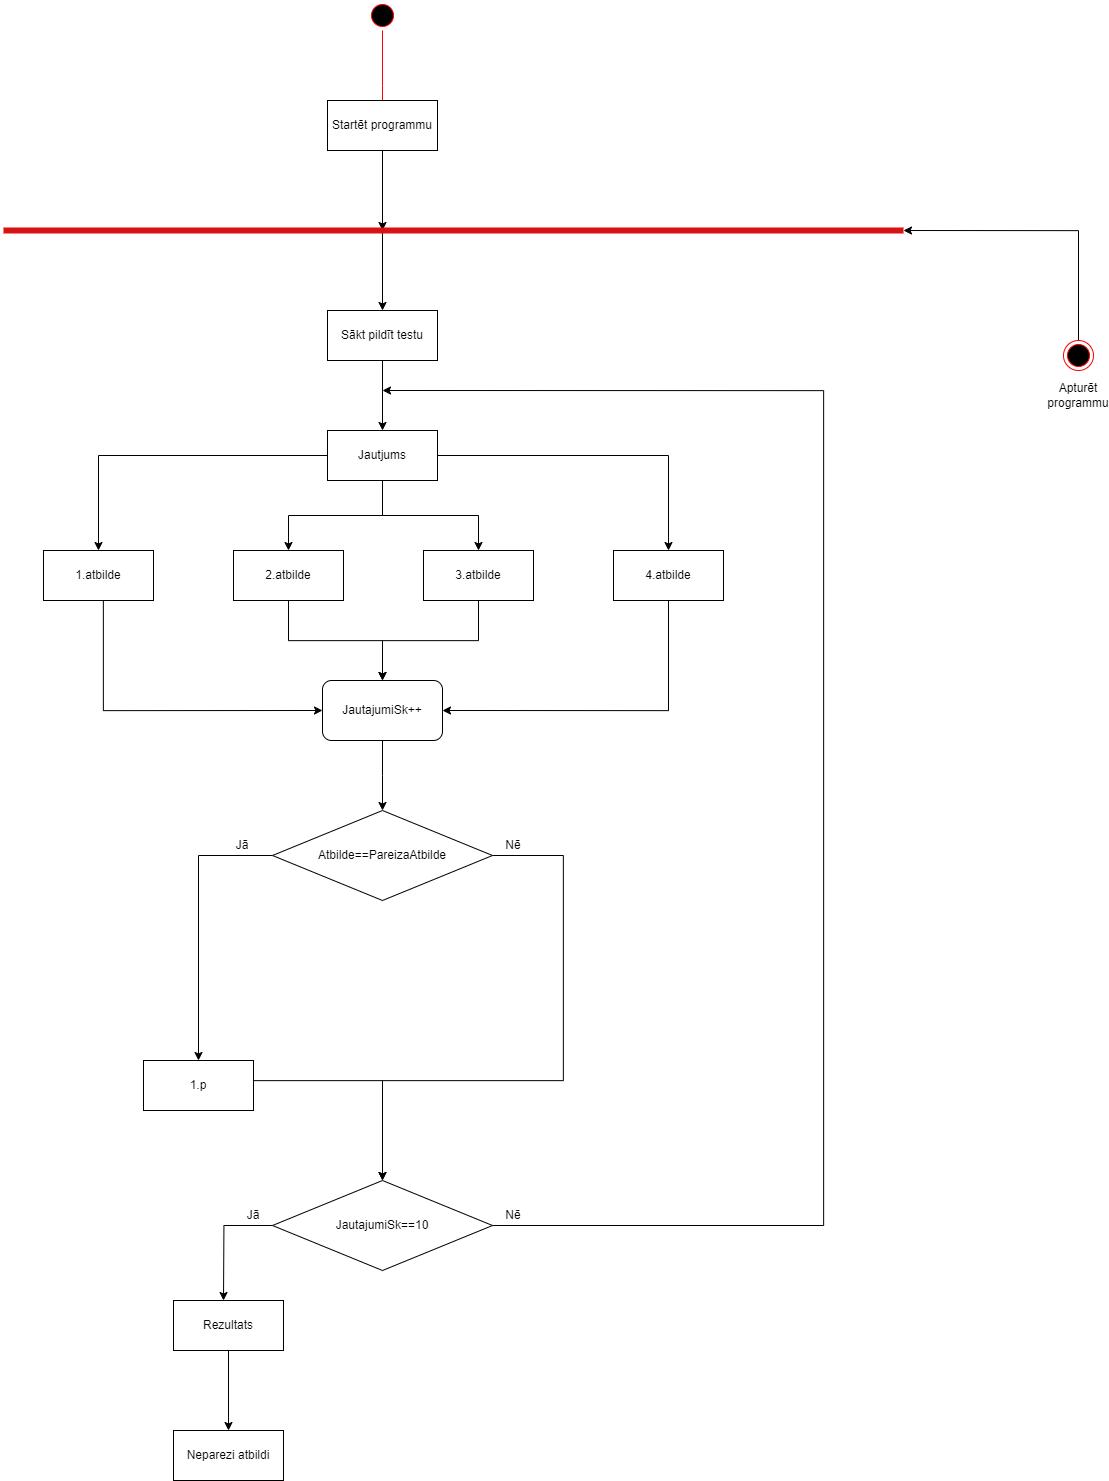 Startēt programmu
Sākt pildīt testu
Apturēt
programmu
Jautjums
1.atbilde
2.atbilde
3.atbilde
4.atbilde
JautajumiSk++
Jā
Atbilde==PareizaAtbilde
Nē
1.p
Jā
JautajumiSk==10
Nē
Rezultats
Neparezi atbildi